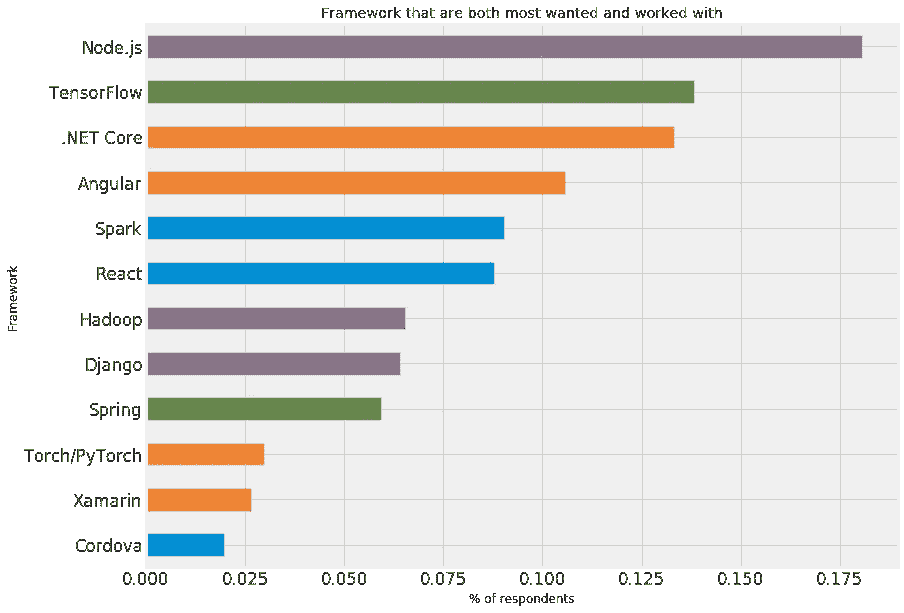 Framework that are both most wanted and worked with
Node.js
TensorFlow
.NET Core
Angular
Spark
React
Framework
Hadoop
Django
Spring
Torch/PyTorch
Xamarin
Cordova
0.000 0.025 0.050 0.075 0.100 0.125 0.150 0.175
% of respondents